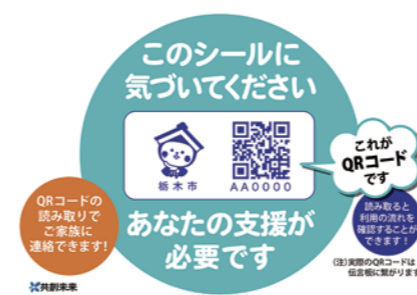 このシールに
気づいてください
栃木市
AA0000
これが
QRコード
です
あなたの支援が
必要です
QRコードの
読み取りで
ご家族に
連絡できます!
読み取ると
利用の流れを
確認することが
できます!
(注)実際のQRコードは
伝言板に繋がります
共創未来